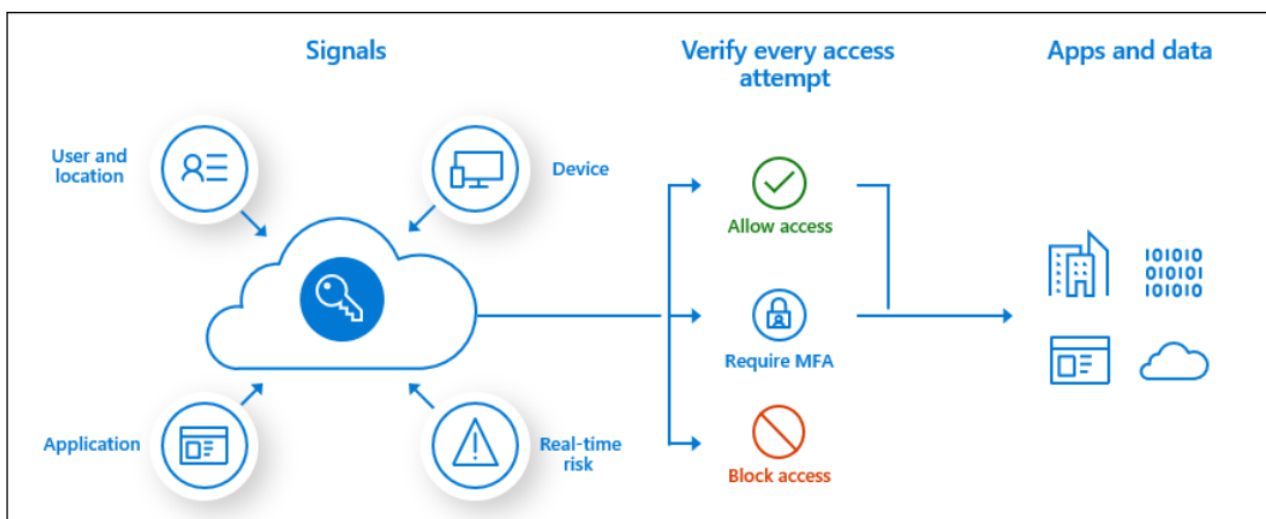 Signals
Verify every access
attempt
Apps and data
User and
location
Device
Allow access
101010
010101
101010
Require MFA
Application
Real-time
risk
Block access